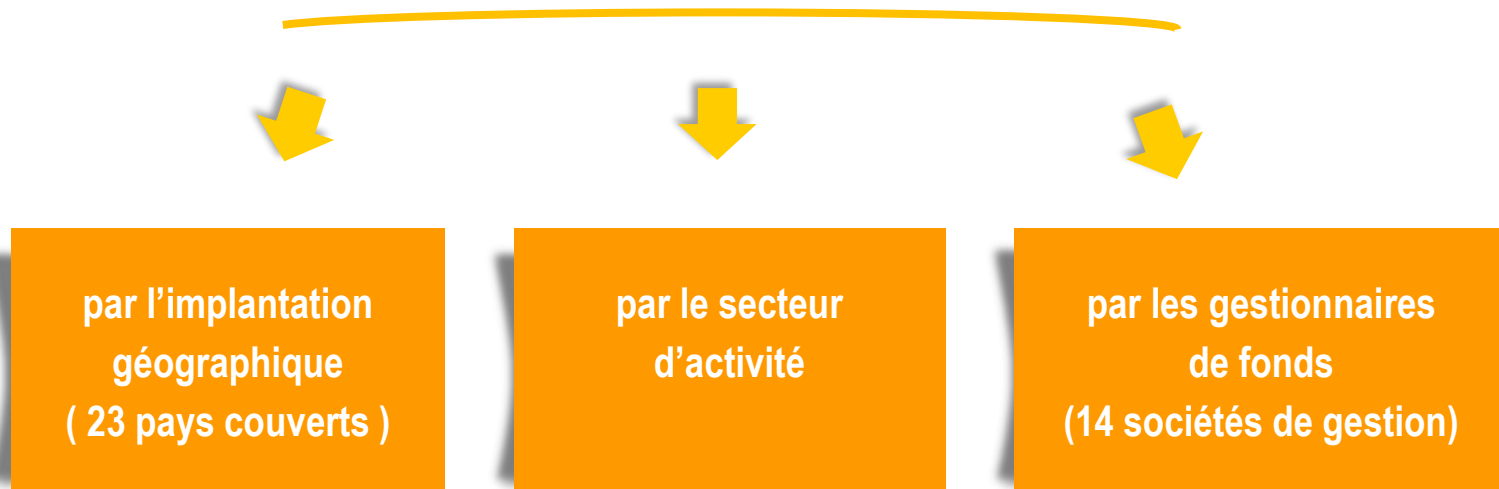 par l’implantation
géographique
( 23 pays couverts )
par le secteur
d’activité
par les gestionnaires
de fonds
(14 sociétés de gestion)